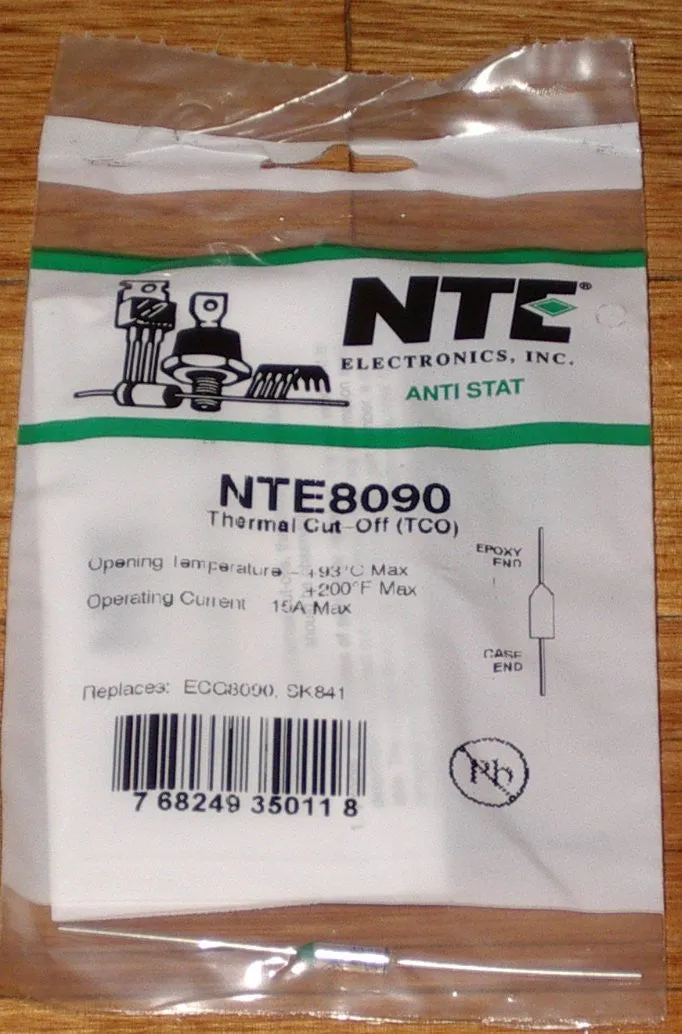 NTE®
ELECTRONICS, INC.
ANTI STAT
NTE8090
Thermal Cut-Off (TCO)
Opening Temperature - +93°C Max
+200°F Max
Operating Current 15A Max
EPOXY
END
CASE
END
Replaces: ECG8090, SK841
7 68249 35011 8
Pb